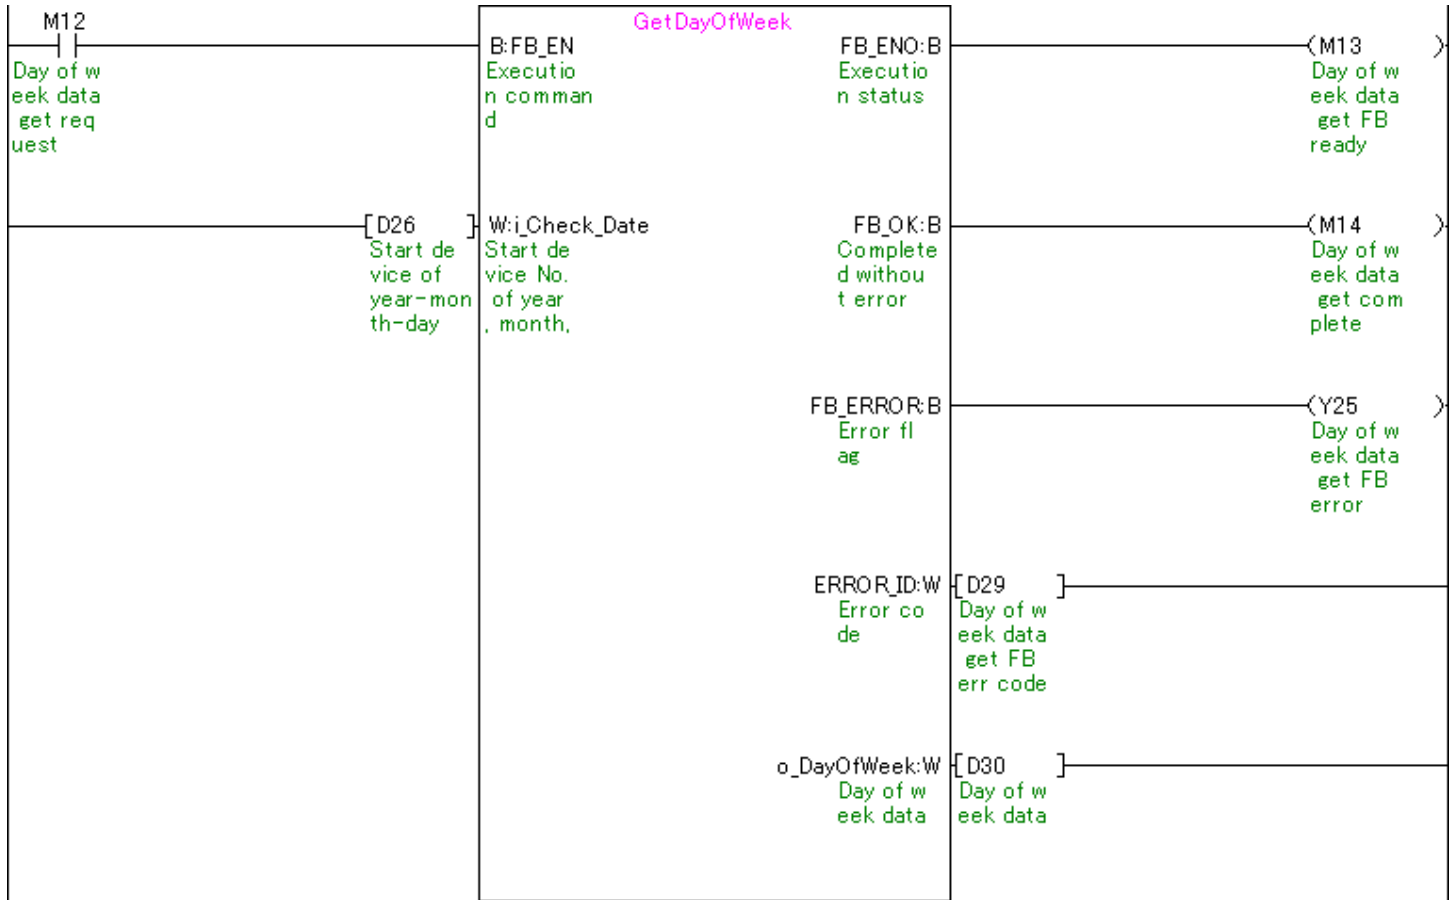 M12
Day of w
eek data
get req
uest
GetDayOfWeek
B:FB_EN
Executio
n comman
d
FB_ENO:B
Executio
n status
(M13 )
Day of w
eek data
get FB
ready
[D26 ]
Start de
vice of
year-mon
th-day
W:i_Check_Date
Start de
vice No.
of year
, month,
FB_OK:B
Complete
d withou
t error
(M14 )
Day of w
eek data
get com
plete
FB_ERROR:B
Error fl
ag
(Y25 )
Day of w
eek data
get FB
error
ERROR_ID:W
Error co
de
[D29 ]
Day of w
eek data
get FB
err code
o_DayOfWeek:W
Day of w
eek data
[D30 ]
Day of w
eek data